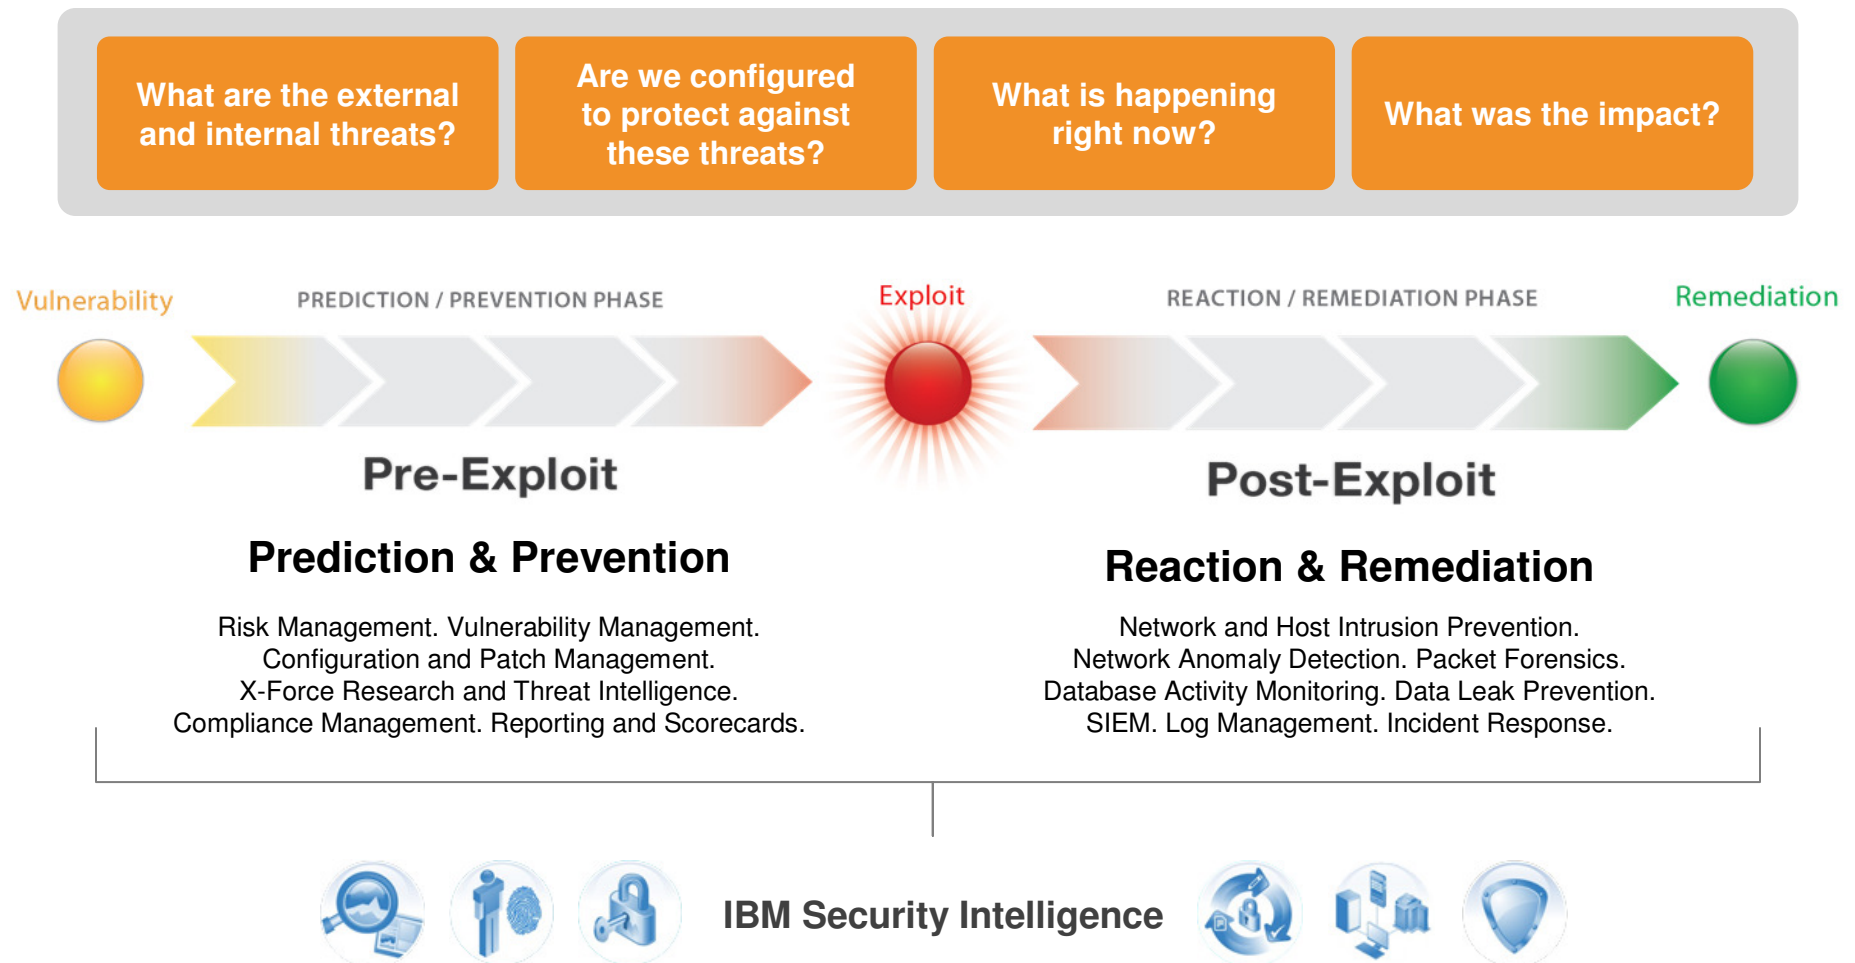 What are the external
and internal threats?
Are we configured
to protect against
these threats?
What is happening
right now?
What was the impact?
Vulnerability
PREDICTION / PREVENTION PHASE
Exploit
REACTION / REMEDIATION PHASE
Remediation
Pre-Exploit
Post-Exploit
Prediction & Prevention
Risk Management. Vulnerability Management.
Configuration and Patch Management.
X-Force Research and Threat Intelligence.
Compliance Management. Reporting and Scorecards.
Reaction & Remediation
Network and Host Intrusion Prevention.
Network Anomaly Detection. Packet Forensics.
Database Activity Monitoring. Data Leak Prevention.
SIEM. Log Management. Incident Response.
IBM Security Intelligence